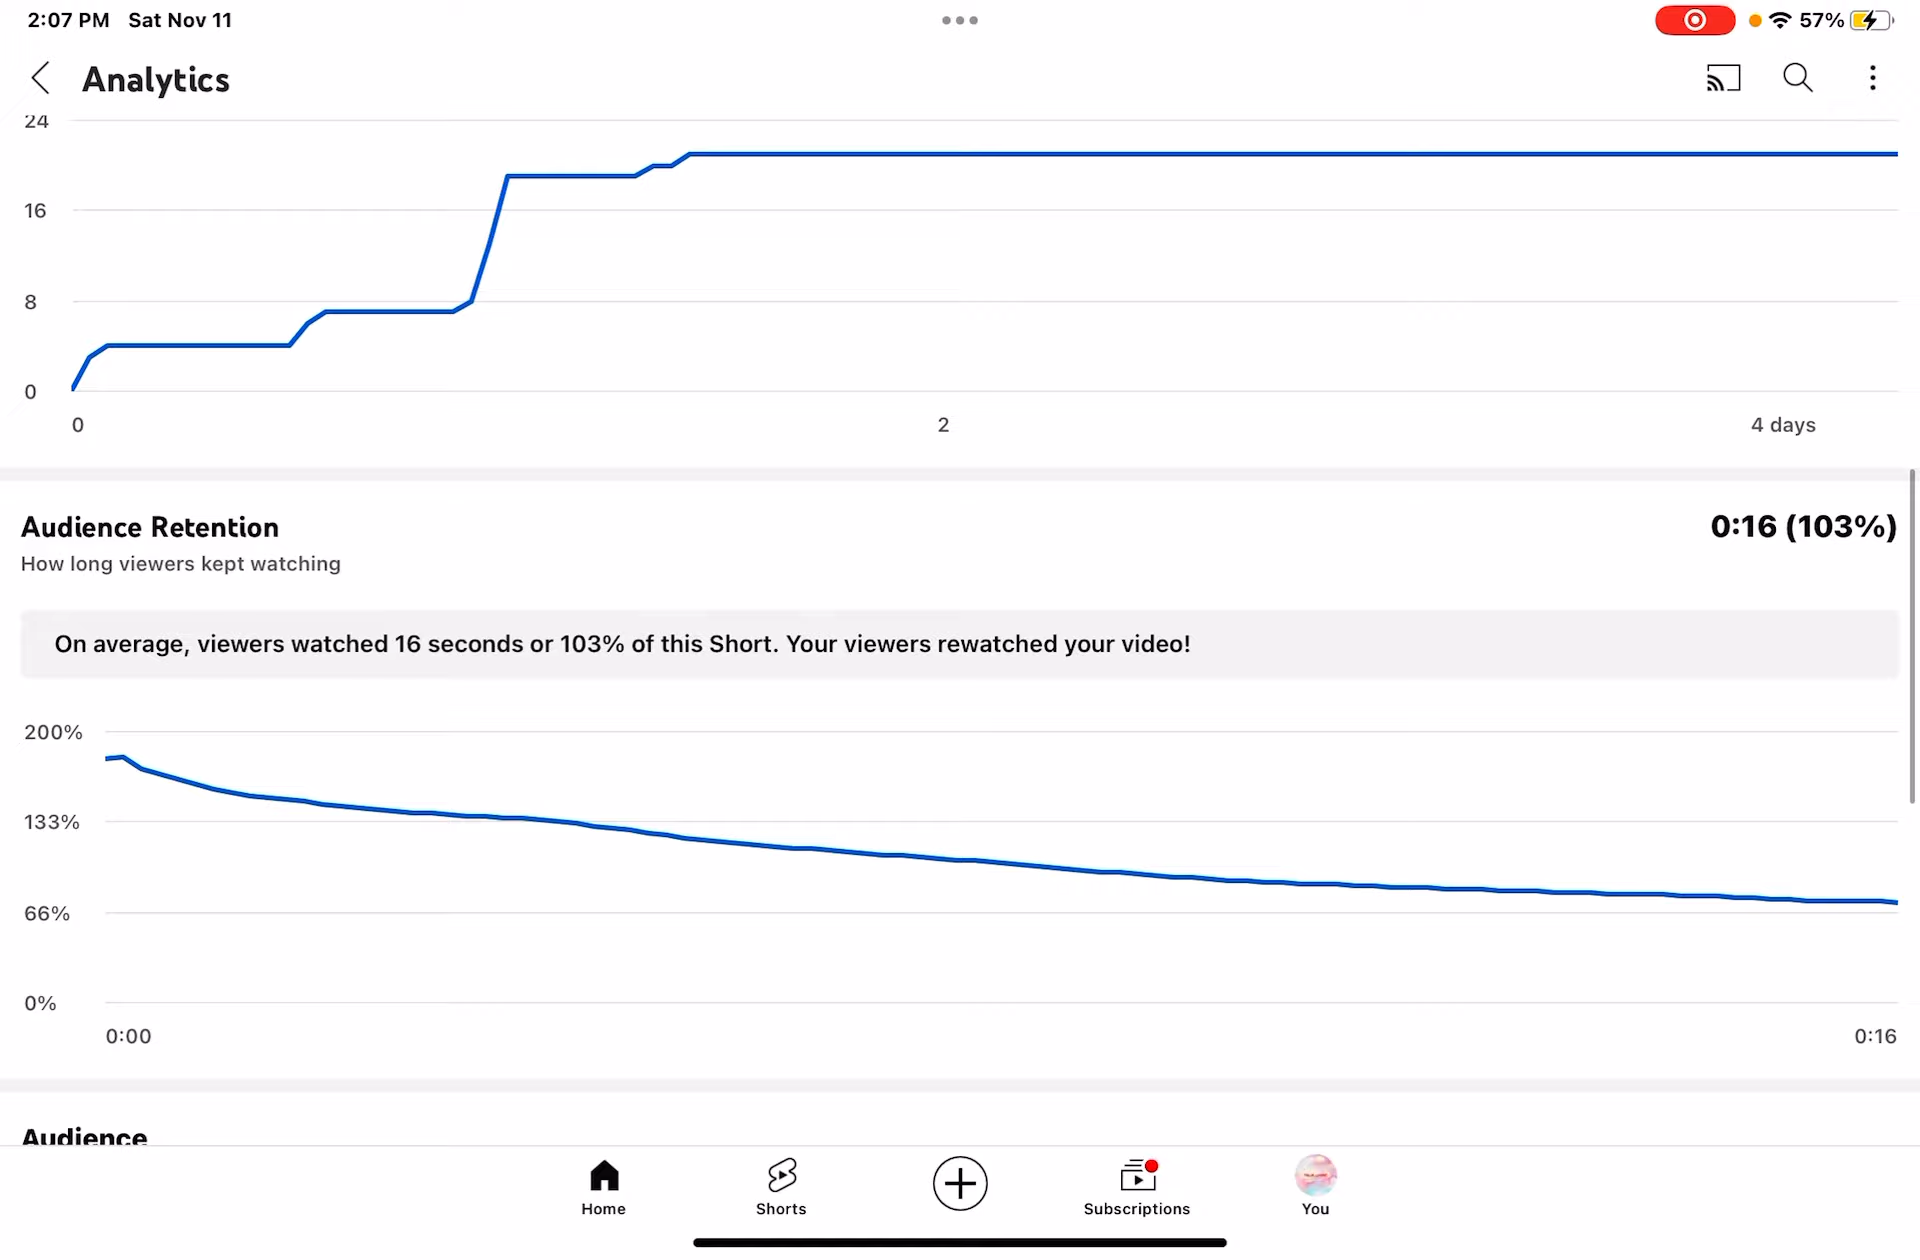 2:07 PM Sat Nov 11
57%
Analytics
24
16
8
0
0 2 4 days
Audience Retention
0:16 (103%)
How long viewers kept watching
On average, viewers watched 16 seconds or 103% of this Short. Your viewers rewatched your video!
200%
133%
66%
0%
0:00 0:16
Audience
Home Shorts Subscriptions You